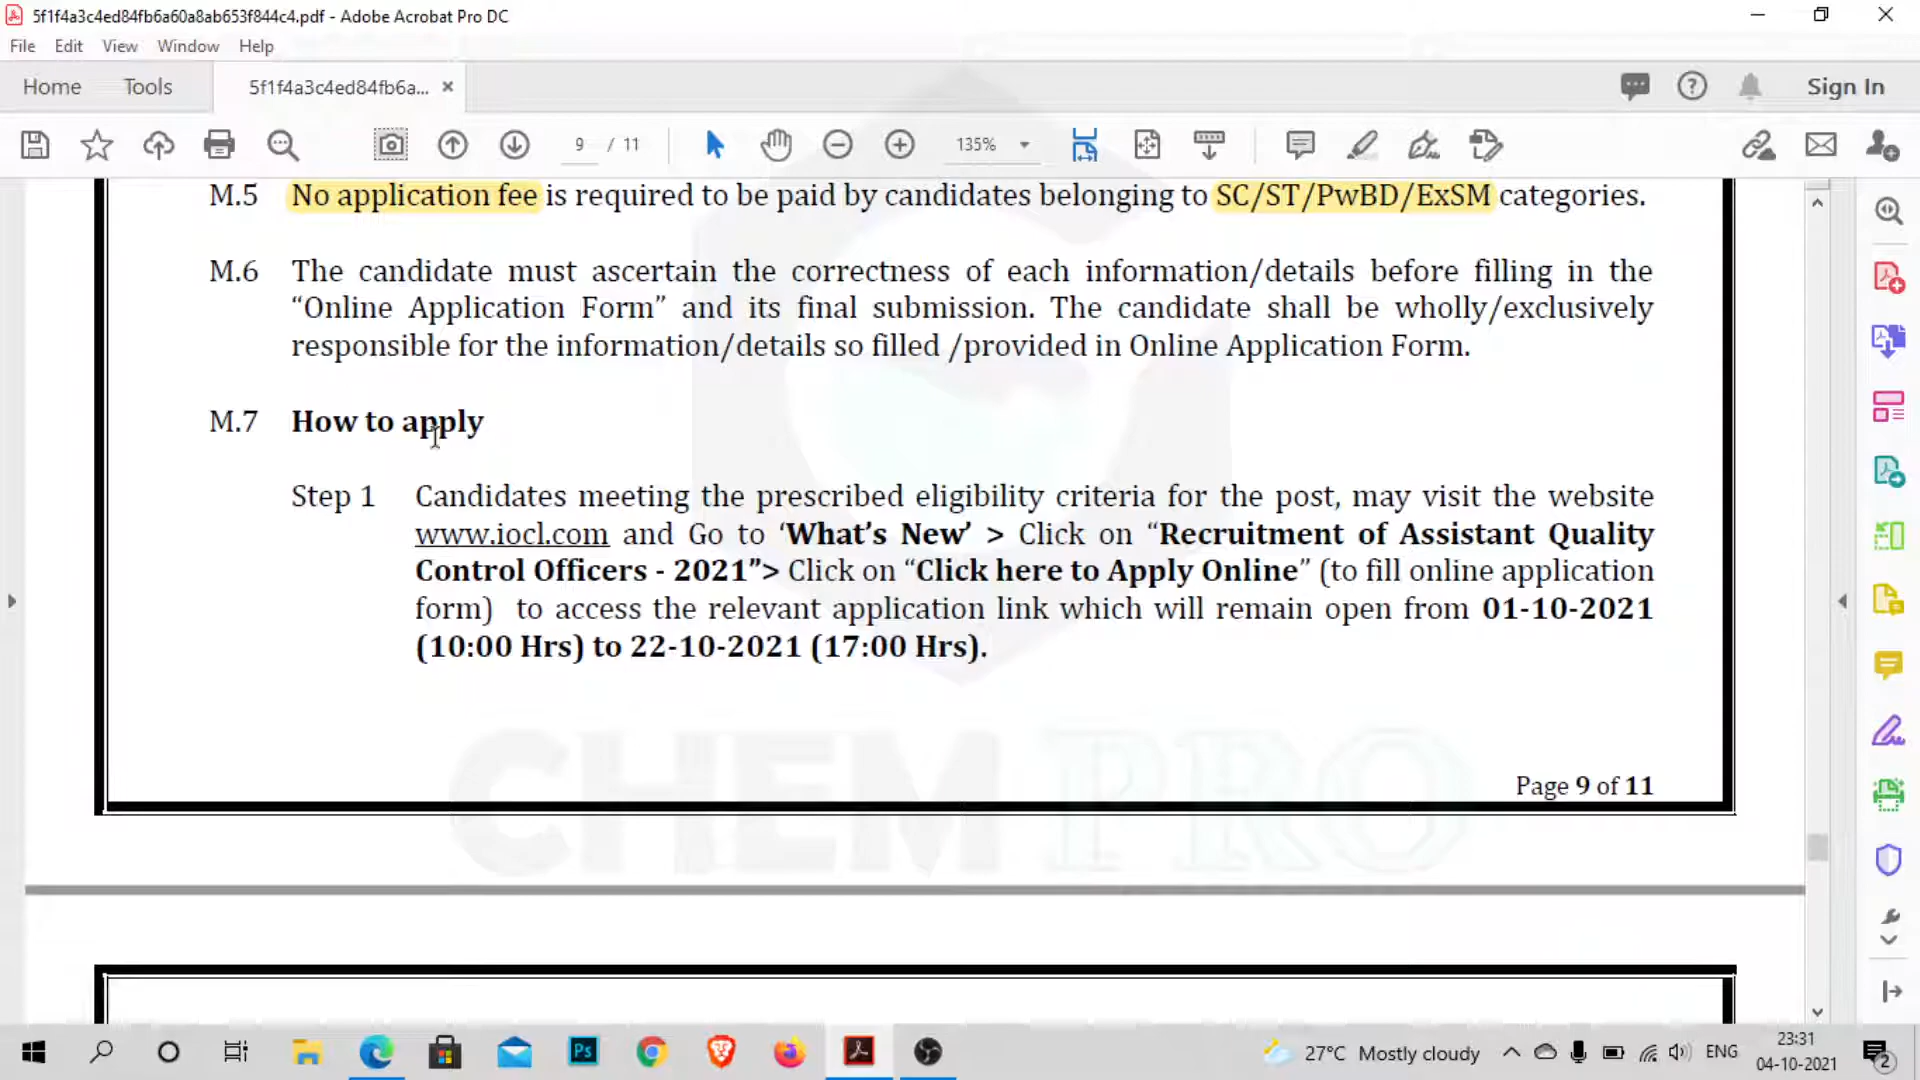 5f1f4a3c4ed84fb6a60a8ab653f844c4.pdf - Adobe Acrobat Pro DC
File Edit View Window Help
Home Tools 5f1f4a3c4ed84fb6a... × Sign In
9 / 11 135%
M.5 No application fee is required to be paid by candidates belonging to SC/ST/PwBD/ExSM categories.
M.6 The candidate must ascertain the correctness of each information/details before filling in the
“Online Application Form” and its final submission. The candidate shall be wholly/exclusively
responsible for the information/details so filled /provided in Online Application Form.
M.7 How to apply
Step 1 Candidates meeting the prescribed eligibility criteria for the post, may visit the website
www.iocl.com and Go to ‘What’s New’ > Click on “Recruitment of Assistant Quality
Control Officers - 2021”> Click on “Click here to Apply Online” (to fill online application
form) to access the relevant application link which will remain open from 01-10-2021
(10:00 Hrs) to 22-10-2021 (17:00 Hrs).
CHEM PRO
Page 9 of 11
Ps
27°C Mostly cloudy ENG 23:31
04-10-2021
2